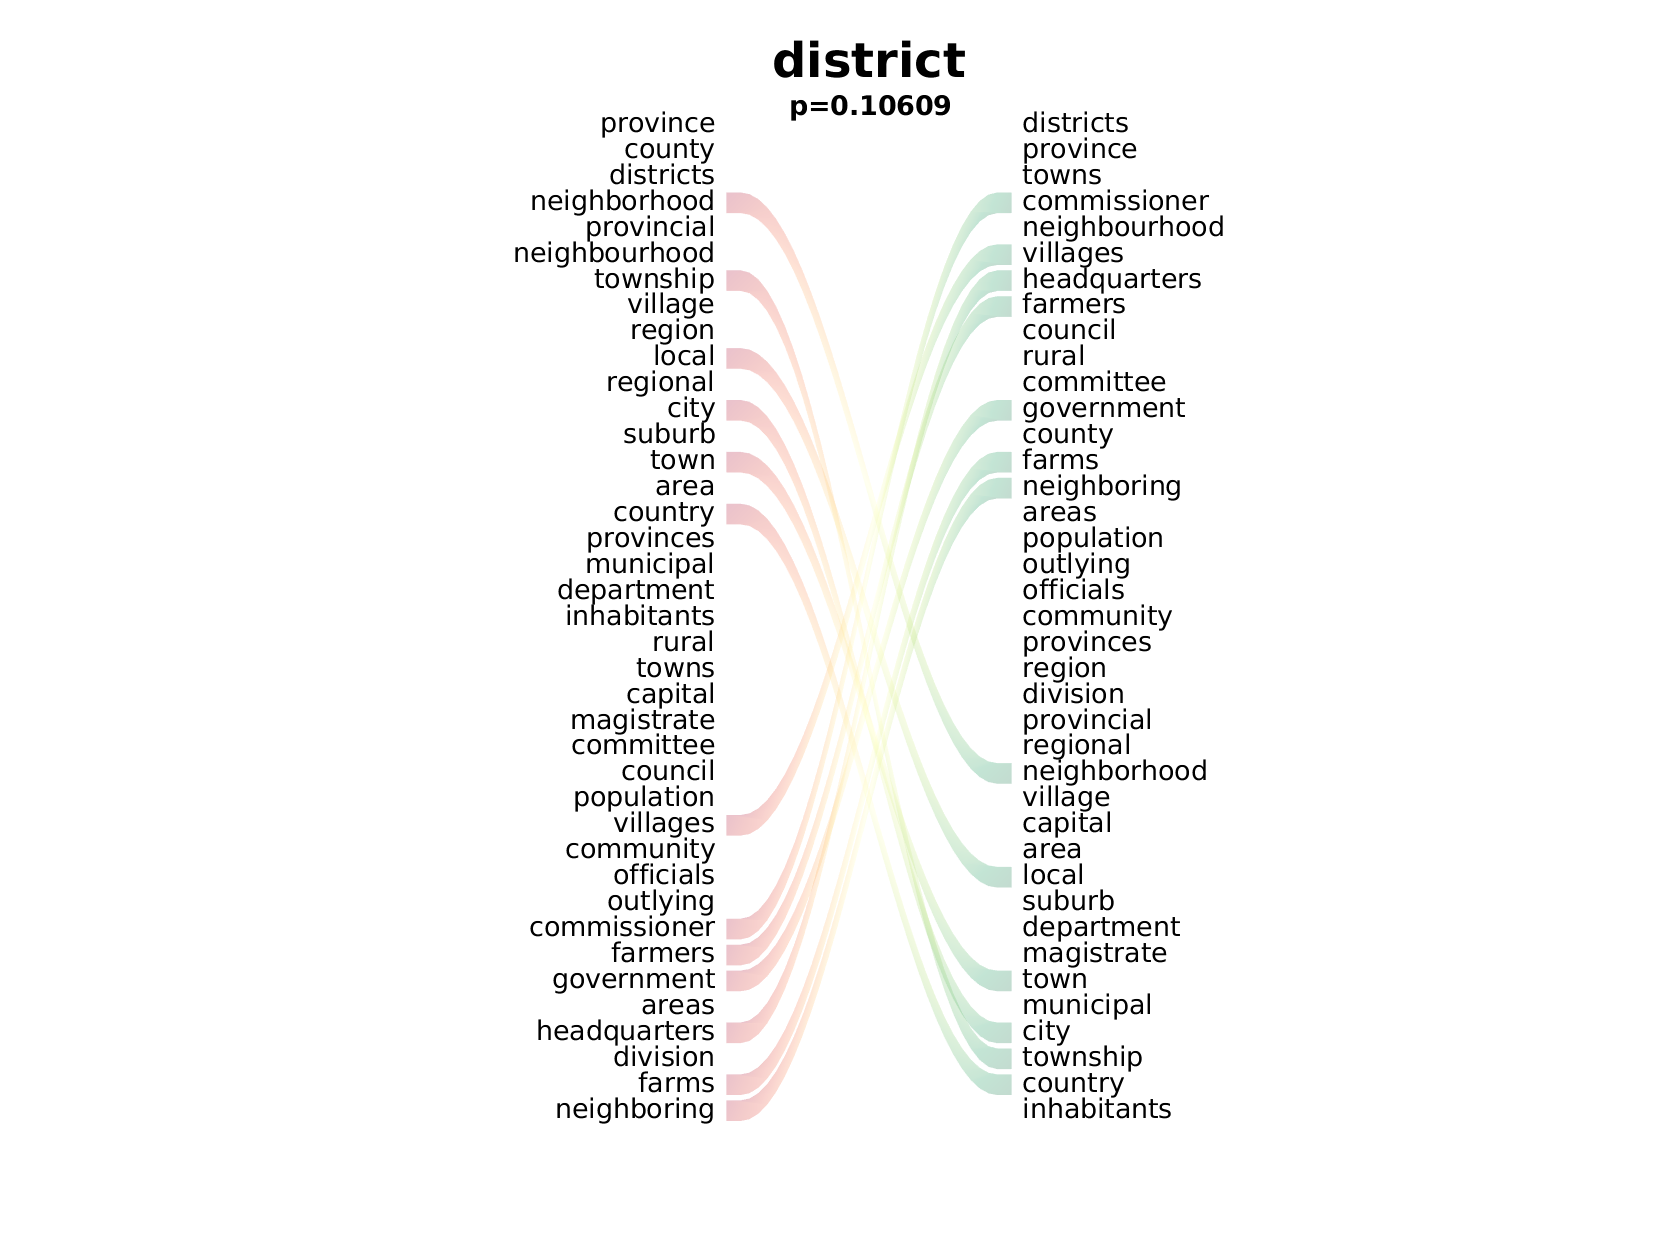 district
p=0.10609
province
county
districts
neighborhood
provincial
neighbourhood
township
village
region
local
regional
city
suburb
town
area
country
provinces
municipal
department
inhabitants
rural
towns
capital
magistrate
committee
council
population
villages
community
officials
outlying
commissioner
farmers
government
areas
headquarters
division
farms
neighboring
districts
province
towns
commissioner
neighbourhood
villages
headquarters
farmers
council
rural
committee
government
county
farms
neighboring
areas
population
outlying
officials
community
provinces
region
division
provincial
regional
neighborhood
village
capital
area
local
suburb
department
magistrate
town
municipal
city
township
country
inhabitants